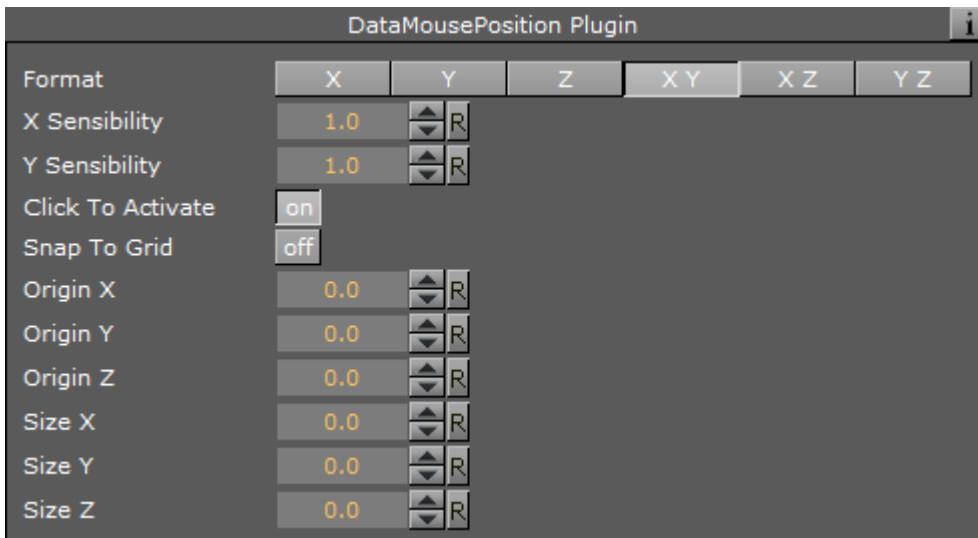 DataMousePosition Plugin i
Format X Y Z X Y X Z Y Z
X Sensibility 1.0 R
Y Sensibility 1.0 R
Click To Activate on
Snap To Grid off
Origin X 0.0 R
Origin Y 0.0 R
Origin Z 0.0 R
Size X 0.0 R
Size Y 0.0 R
Size Z 0.0 R